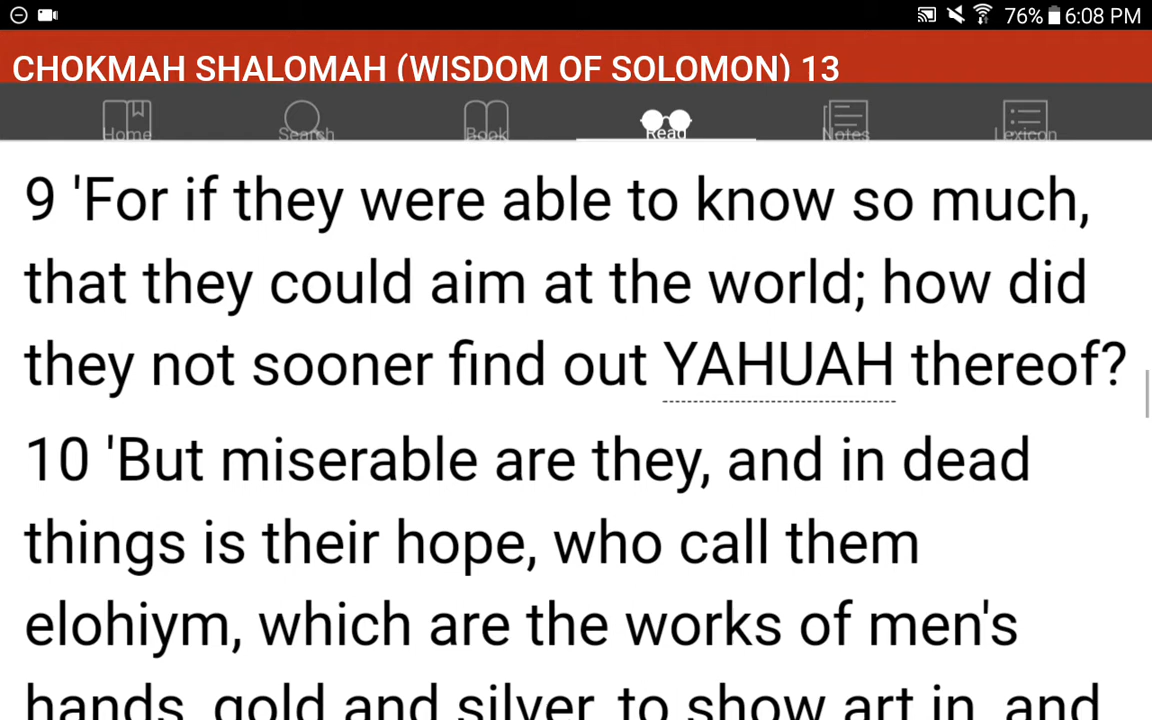 76% 6:08 PM
CHOKMAH SHALOMAH (WISDOM OF SOLOMON) 13
Home Search Book Read Notes Lexicon
9 'For if they were able to know so much,
that they could aim at the world; how did
they not sooner find out YAHUAH thereof?
10 'But miserable are they, and in dead
things is their hope, who call them
elohiym, which are the works of men's
hands, gold and silver, to show art in, and